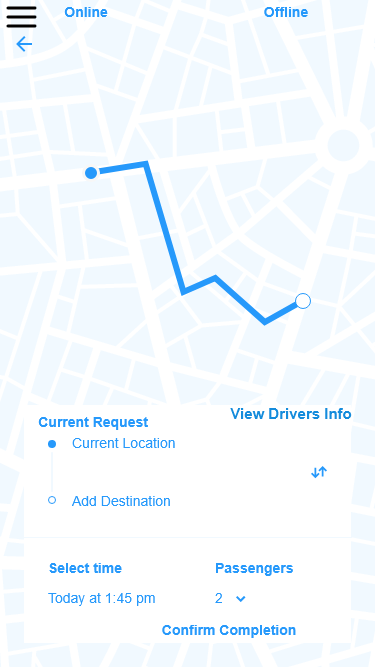 Online Offline
View Drivers Info
Current Request
Current Location
Add Destination
Select time Passengers
Today at 1:45 pm 2
Confirm Completion